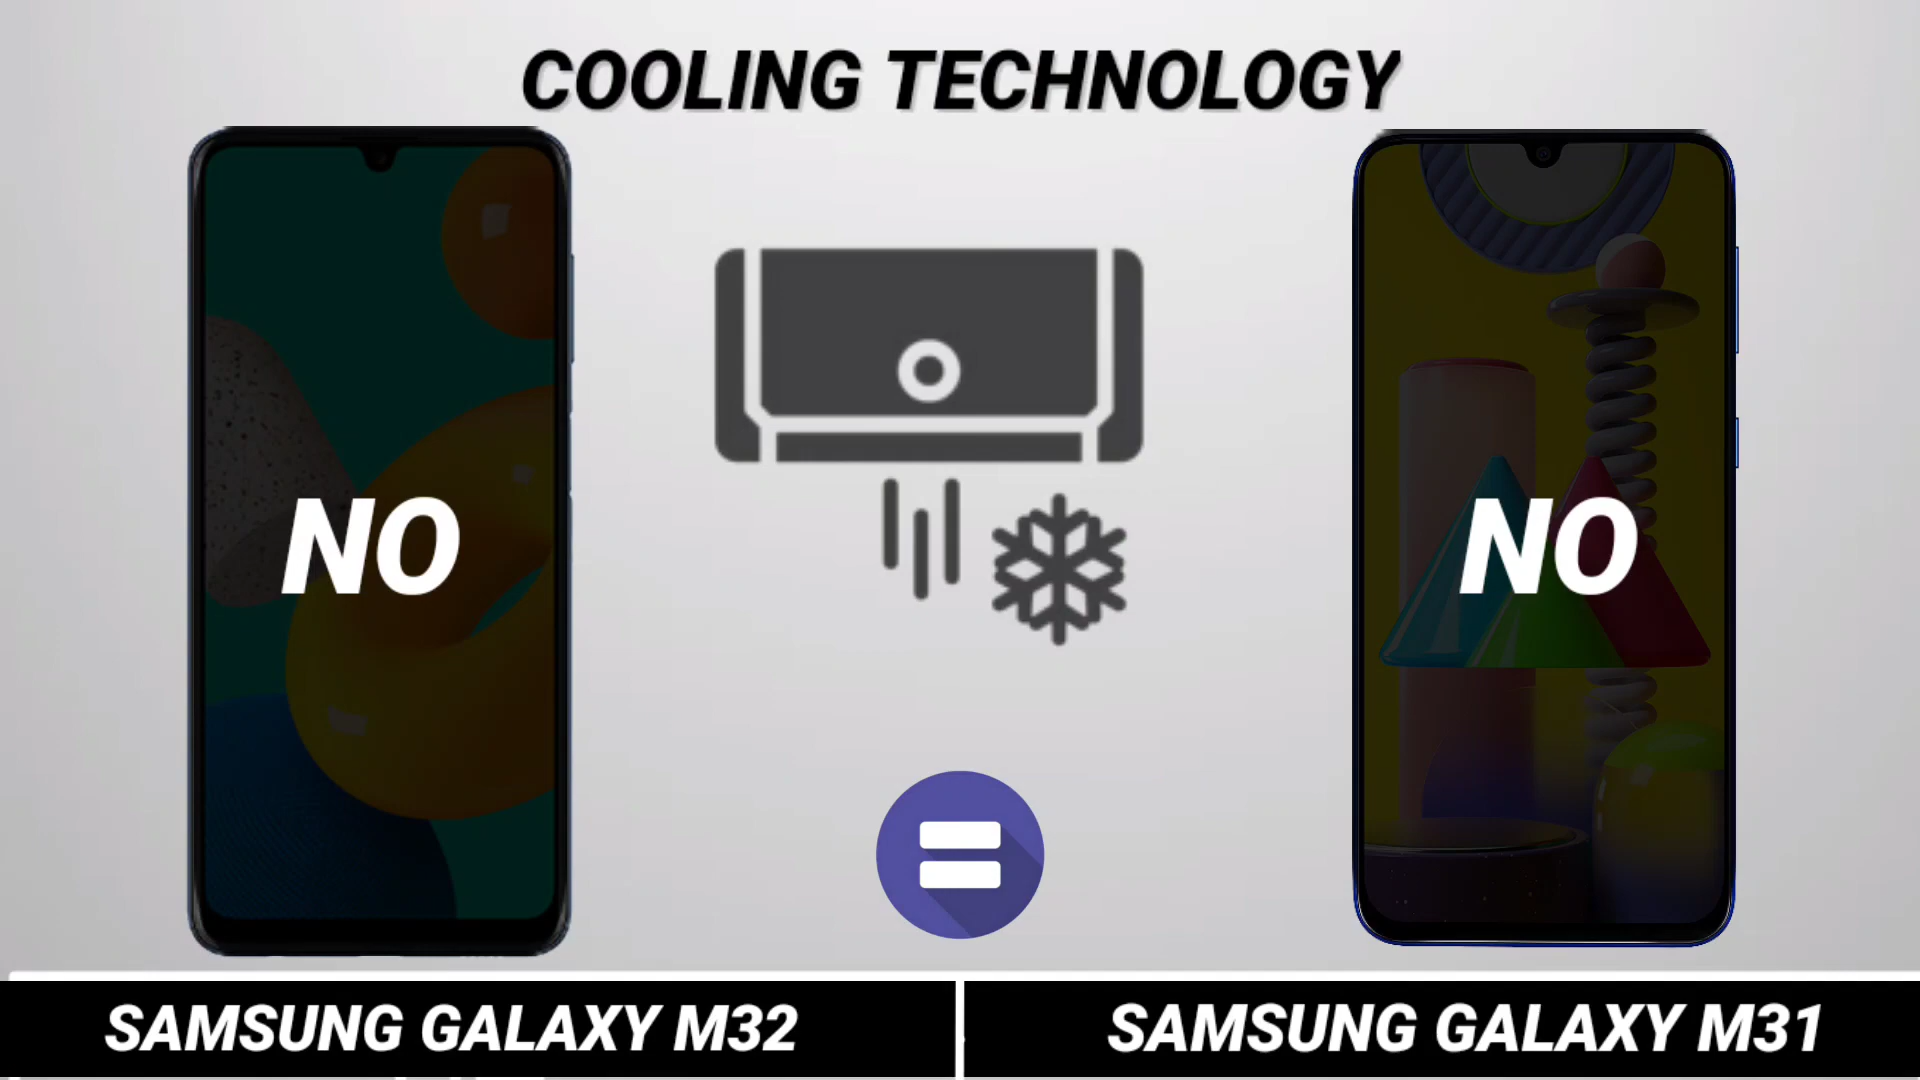 COOLING TECHNOLOGY
NO
NO
SAMSUNG GALAXY M32
SAMSUNG GALAXY M31